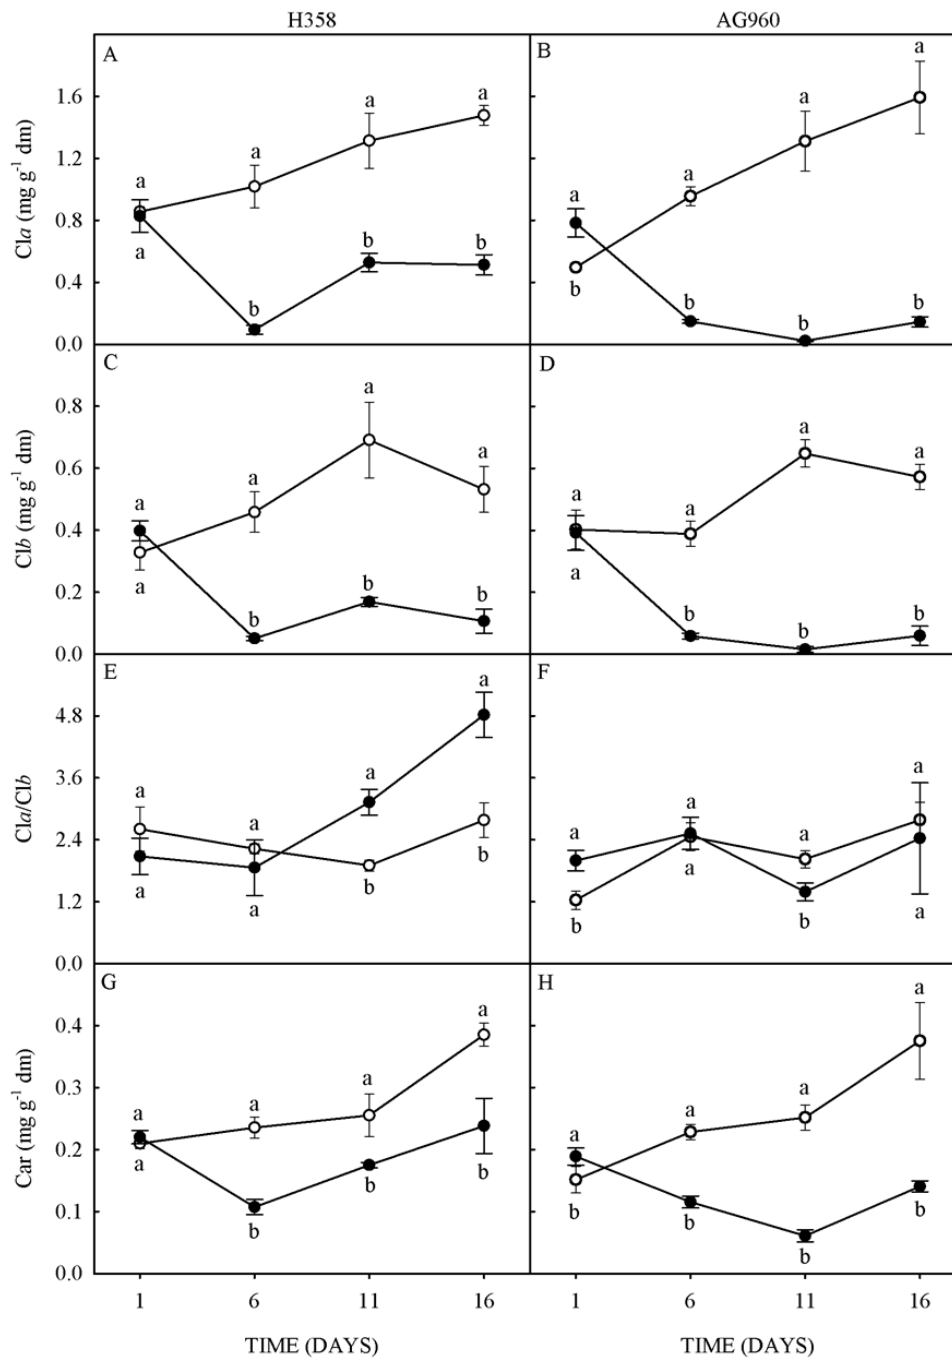 H358 AG960
A B
Cla (mg g-1 dm)
1.6
1.2
0.8
0.4
0.0
a a a a
a b b b
a a a a
b b b b
C D
Clb (mg g-1 dm)
0.8
0.6
0.4
0.2
0.0
a a a a
a b b b
a a a a
a b b b
E F
Cla/Clb
4.8
3.6
2.4
1.2
0.0
a a a a
a a b b
a a a a
b a b a
G H
Car (mg g-1 dm)
0.4
0.3
0.2
0.1
0.0
a a a a
a b b b
a a a a
b b b b
1 6 11 16 1 6 11 16
TIME (DAYS) TIME (DAYS)